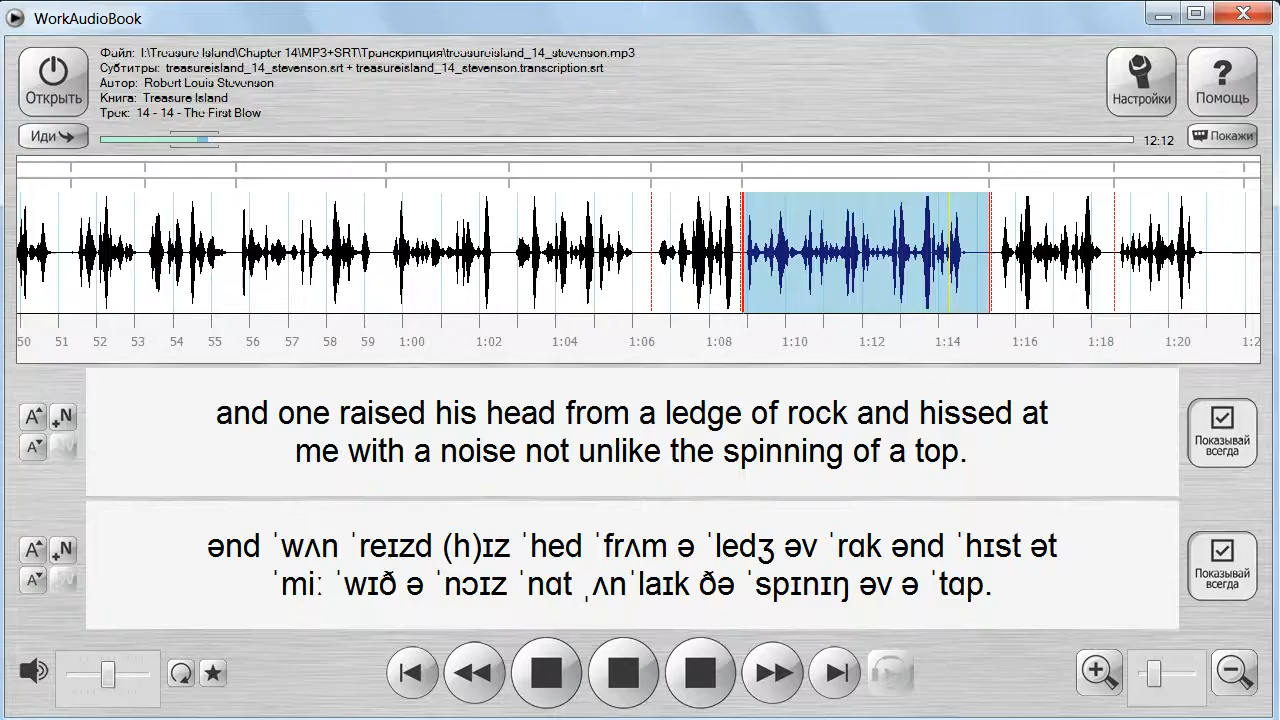 WorkAudioBook
Файл: I:\Treasure Island\Chapter 14\MP3+SRT\Транскрипция\treasureisland_14_stevenson.mp3
Субтитры: treasureisland_14_stevenson.srt + treasureisland_14_stevenson.transcription.srt
Автор: Robert Louis Stevenson
Книга: Treasure Island
Трек: 14 - 14 - The First Blow
Открыть
Настройки
Помощь
Иди
12:12
Покажи
50 51 52 53 54 55 56 57 58 59 1:00 1:02 1:04 1:06 1:08 1:10 1:12 1:14 1:16 1:18 1:20 1:2
and one raised his head from a ledge of rock and hissed at
me with a noise not unlike the spinning of a top.
A N
A
Показывай
всегда
ənd ˈwʌn ˈreɪzd (h)ɪz ˈhed ˈfrʌm ə ˈledʒ əv ˈrɑk ənd ˈhɪst ət
ˈmiː ˈwɪð ə ˈnɔɪz ˈnɑt ˌʌnˈlaɪk ðə ˈspɪnɪŋ əv ə ˈtɑp.
A N
A
Показывай
всегда